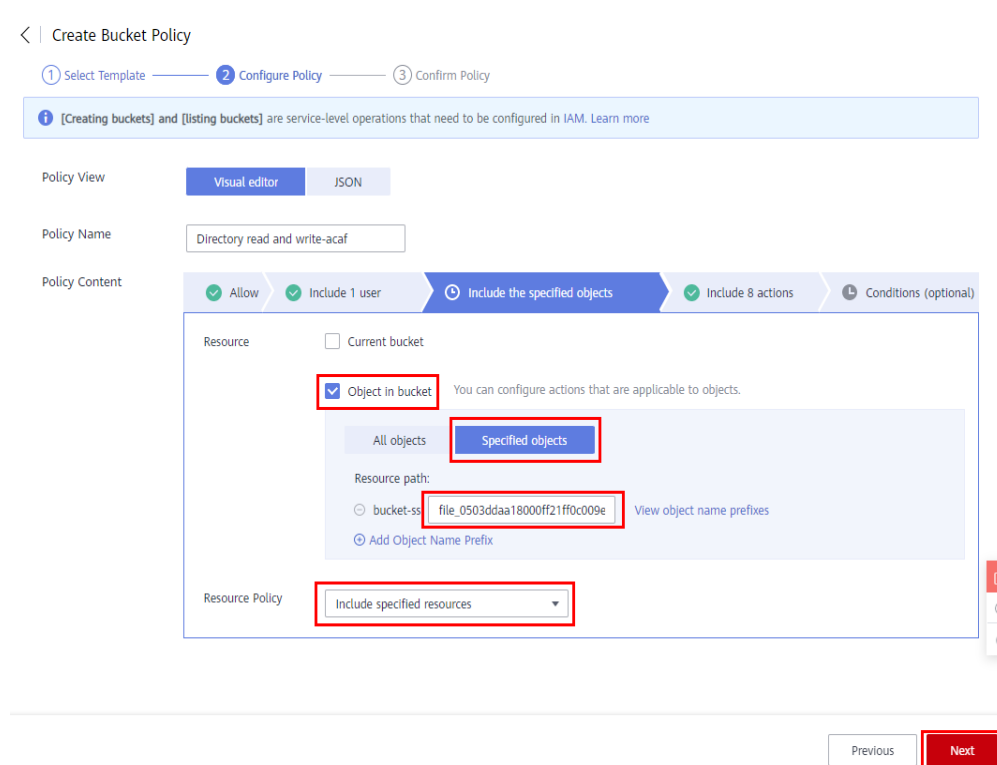 Create Bucket Policy
1 Select Template 2 Configure Policy 3 Confirm Policy
[Creating buckets] and [listing buckets] are service-level operations that need to be configured in IAM. Learn more
Policy View Visual editor JSON
Policy Name Directory read and write-acaf
Policy Content Allow Include 1 user Include the specified objects Include 8 actions Conditions (optional)
Resource Current bucket
Object in bucket You can configure actions that are applicable to objects.
All objects Specified objects
Resource path:
bucket-ss file_0503ddaa18000ff21ff0c009e View object name prefixes
Add Object Name Prefix
Resource Policy Include specified resources
Previous Next